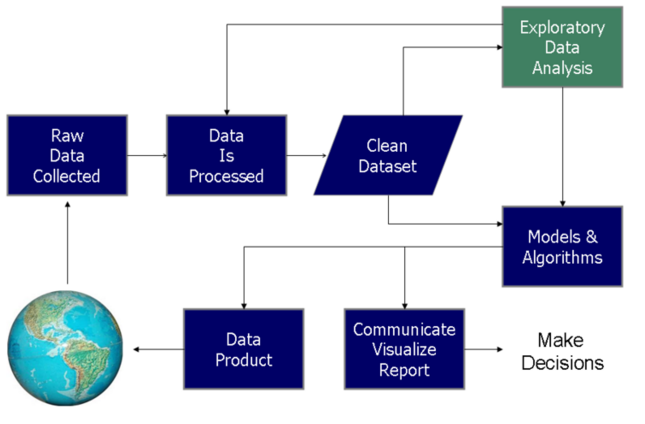 Exploratory
Data
Analysis
Raw
Data
Collected
Data
Is
Processed
Clean
Dataset
Models &
Algorithms
Data
Product
Communicate
Visualize
Report
Make
Decisions